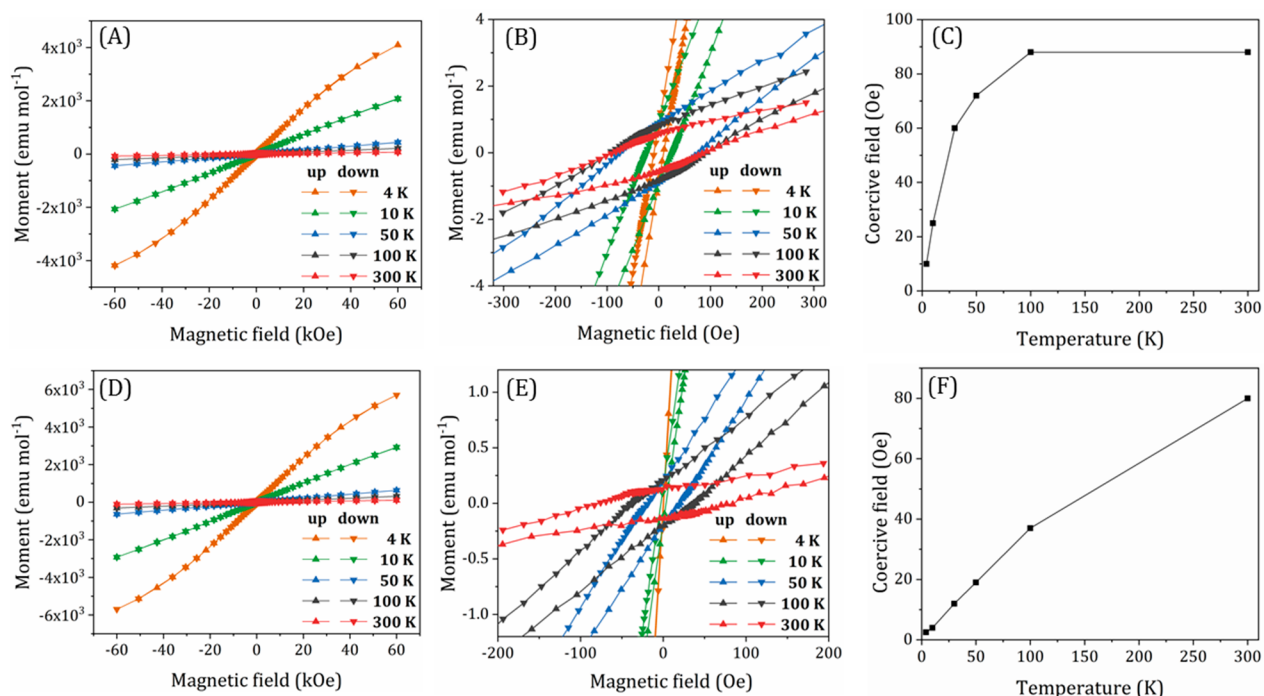 (A)
4x10³
2x10³
0
-2x10³
-4x10³
Moment (emu mol⁻¹)
up down
4 K
10 K
50 K
100 K
300 K
-60 -40 -20 0 20 40 60
Magnetic field (kOe)
(B)
4
2
0
-2
-4
Moment (emu mol⁻¹)
up down
4 K
10 K
50 K
100 K
300 K
-300 -200 -100 0 100 200 300
Magnetic field (Oe)
(C)
100
80
60
40
20
0
Coercive field (Oe)
0 50 100 150 200 250 300
Temperature (K)
(D)
6x10³
4x10³
2x10³
0
-2x10³
-4x10³
-6x10³
Moment (emu mol⁻¹)
up down
4 K
10 K
50 K
100 K
300 K
-60 -40 -20 0 20 40 60
Magnetic field (kOe)
(E)
1.0
0.5
0.0
-0.5
-1.0
Moment (emu mol⁻¹)
up down
4 K
10 K
50 K
100 K
300 K
-200 -100 0 100 200
Magnetic field (Oe)
(F)
80
60
40
20
0
Coercive field (Oe)
0 50 100 150 200 250 300
Temperature (K)